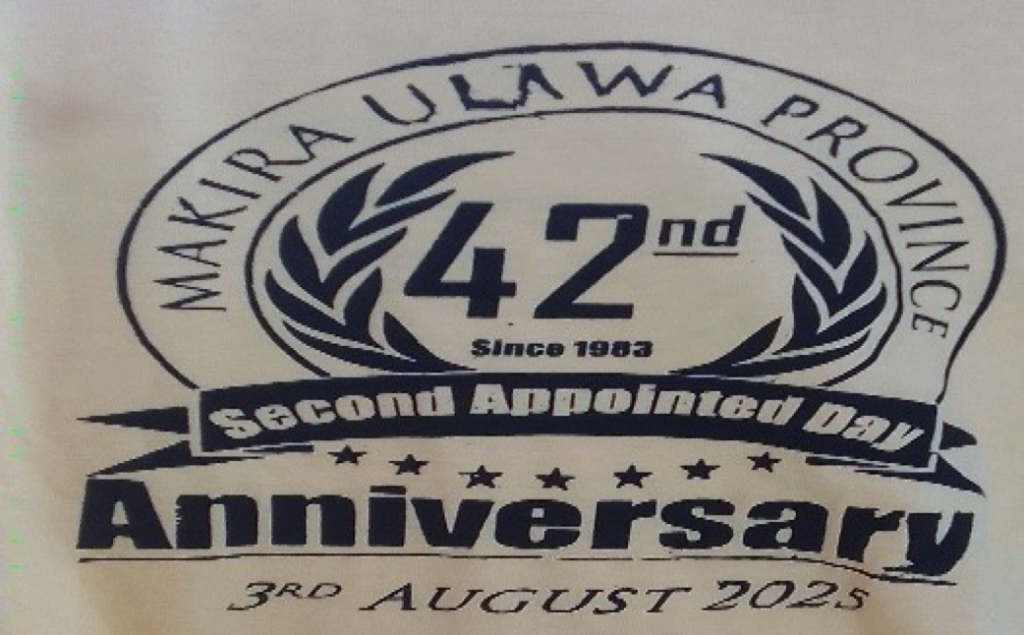 MAKIRA ULAWA PROVINCE
42nd
Since 1983
Second Appointed Day
Anniversary
3RD AUGUST 2025